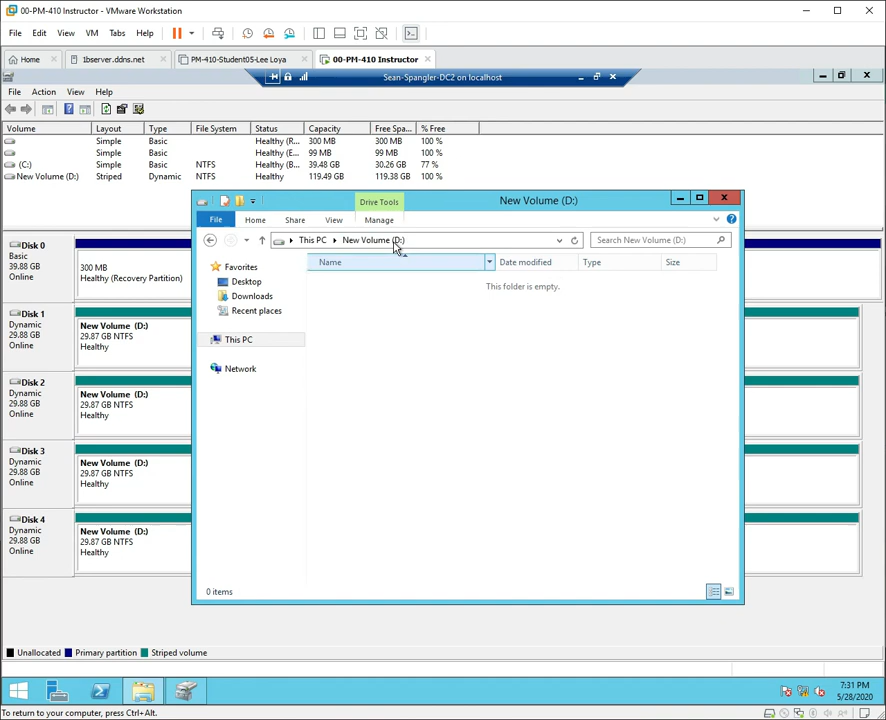 00-PM-410 Instructor - VMware Workstation
File Edit View VM Tabs Help
Home 1bserver.ddns.net PM-410-Student05-Lee Loya 00-PM-410 Instructor
Sean-Spangler-DC2 on localhost
File Action View Help
Volume Layout Type File System Status Capacity Free Spa... % Free
Simple Basic Healthy (R... 300 MB 300 MB 100 %
Simple Basic Healthy (E... 99 MB 99 MB 100 %
(C:) Simple Basic NTFS Healthy (B... 39.48 GB 30.26 GB 77 %
New Volume (D:) Striped Dynamic NTFS Healthy 119.49 GB 119.38 GB 100 %
Drive Tools New Volume (D:)
File Home Share View Manage
This PC New Volume (D:) Search New Volume (D:)
Favorites
Desktop
Downloads
Recent places
This PC
Network
Name Date modified Type Size
This folder is empty.
0 items
Disk 0
Basic
39.88 GB
Online
300 MB
Healthy (Recovery Partition)
Disk 1
Dynamic
29.88 GB
Online
New Volume (D:)
29.87 GB NTFS
Healthy
Disk 2
Dynamic
29.88 GB
Online
New Volume (D:)
29.87 GB NTFS
Healthy
Disk 3
Dynamic
29.88 GB
Online
New Volume (D:)
29.87 GB NTFS
Healthy
Disk 4
Dynamic
29.88 GB
Online
New Volume (D:)
29.87 GB NTFS
Healthy
Unallocated Primary partition Striped volume
7:31 PM
5/28/2020
To return to your computer, press Ctrl+Alt.